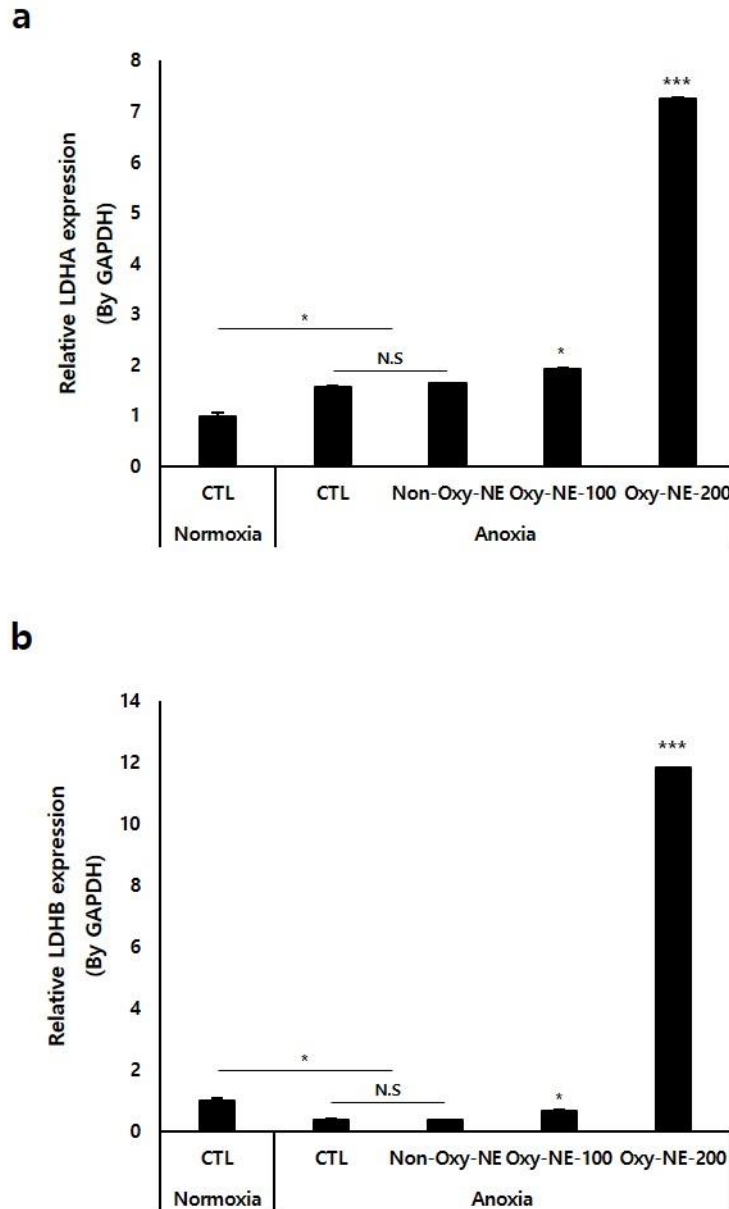 a
Relative LDHA expression
(By GAPDH)
8
7
6
5
4
3
2
1
0
***
*
N.S
*
CTL CTL Non-Oxy-NE Oxy-NE-100 Oxy-NE-200
Normoxia Anoxia
b
Relative LDHB expression
(By GAPDH)
14
12
10
8
6
4
2
0
***
*
N.S
*
CTL CTL Non-Oxy-NE Oxy-NE-100 Oxy-NE-200
Normoxia Anoxia